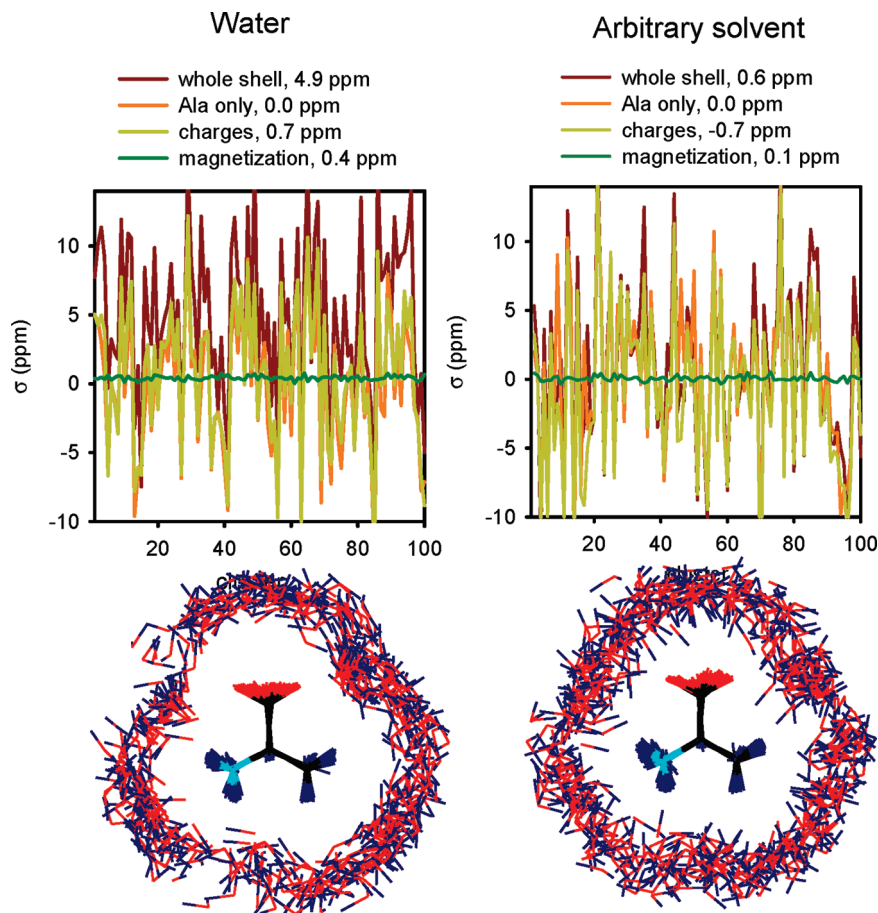 Water
whole shell, 4.9 ppm
Ala only, 0.0 ppm
charges, 0.7 ppm
magnetization, 0.4 ppm
σ (ppm)
10
5
0
-5
-10
20
40
60
80
100
Arbitrary solvent
whole shell, 0.6 ppm
Ala only, 0.0 ppm
charges, -0.7 ppm
magnetization, 0.1 ppm
σ (ppm)
10
5
0
-5
-10
20
40
60
80
100